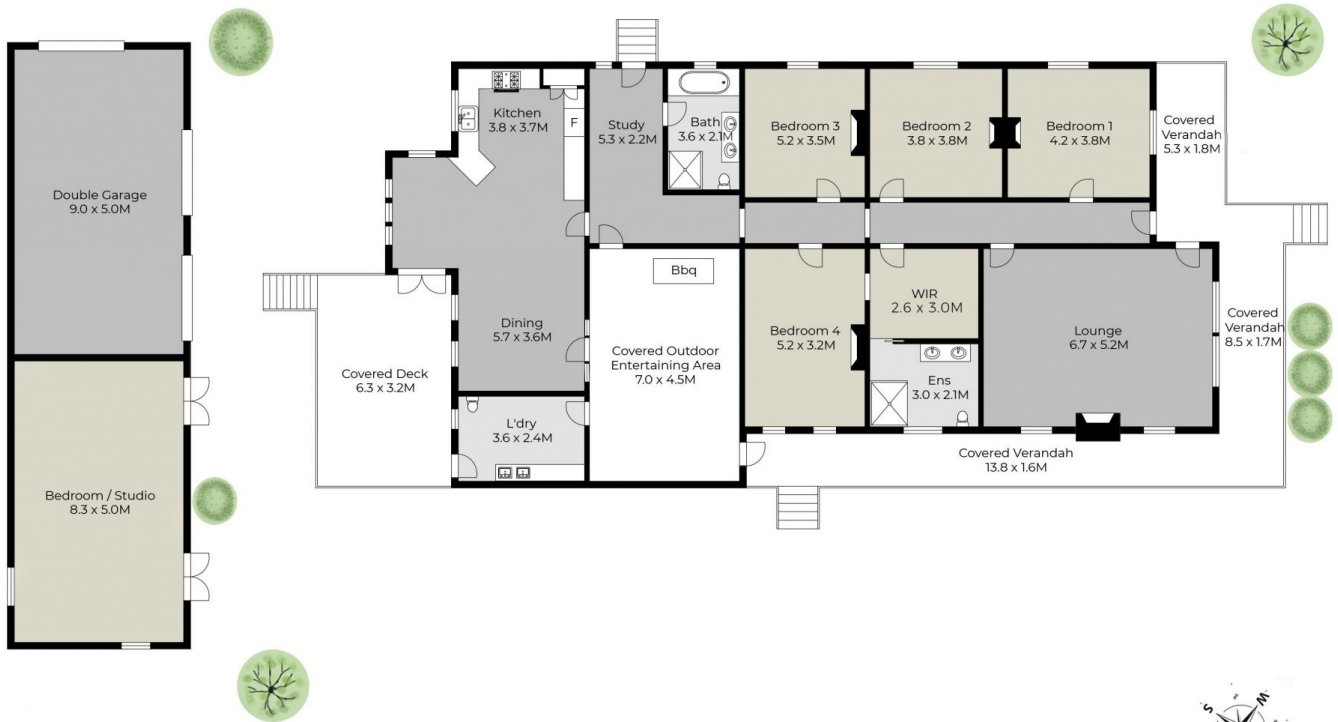 Kitchen
3.8 x 3.7M
F
Study
5.3 x 2.2M
Bath
3.6 x 2.1M
Bedroom 3
5.2 x 3.5M
Bedroom 2
3.8 x 3.8M
Bedroom 1
4.2 x 3.8M
Covered
Verandah
5.3 x 1.8M
Double Garage
9.0 x 5.0M
Bbq
WIR
2.6 x 3.0M
Dining
5.7 x 3.6M
Covered Outdoor
Entertaining Area
7.0 x 4.5M
Bedroom 4
5.2 x 3.2M
Lounge
6.7 x 5.2M
Covered
Verandah
8.5 x 1.7M
Covered Deck
6.3 x 3.2M
Ens
3.0 x 2.1M
L'dry
3.6 x 2.4M
Covered Verandah
13.8 x 1.6M
Bedroom / Studio
8.3 x 5.0M
S
W